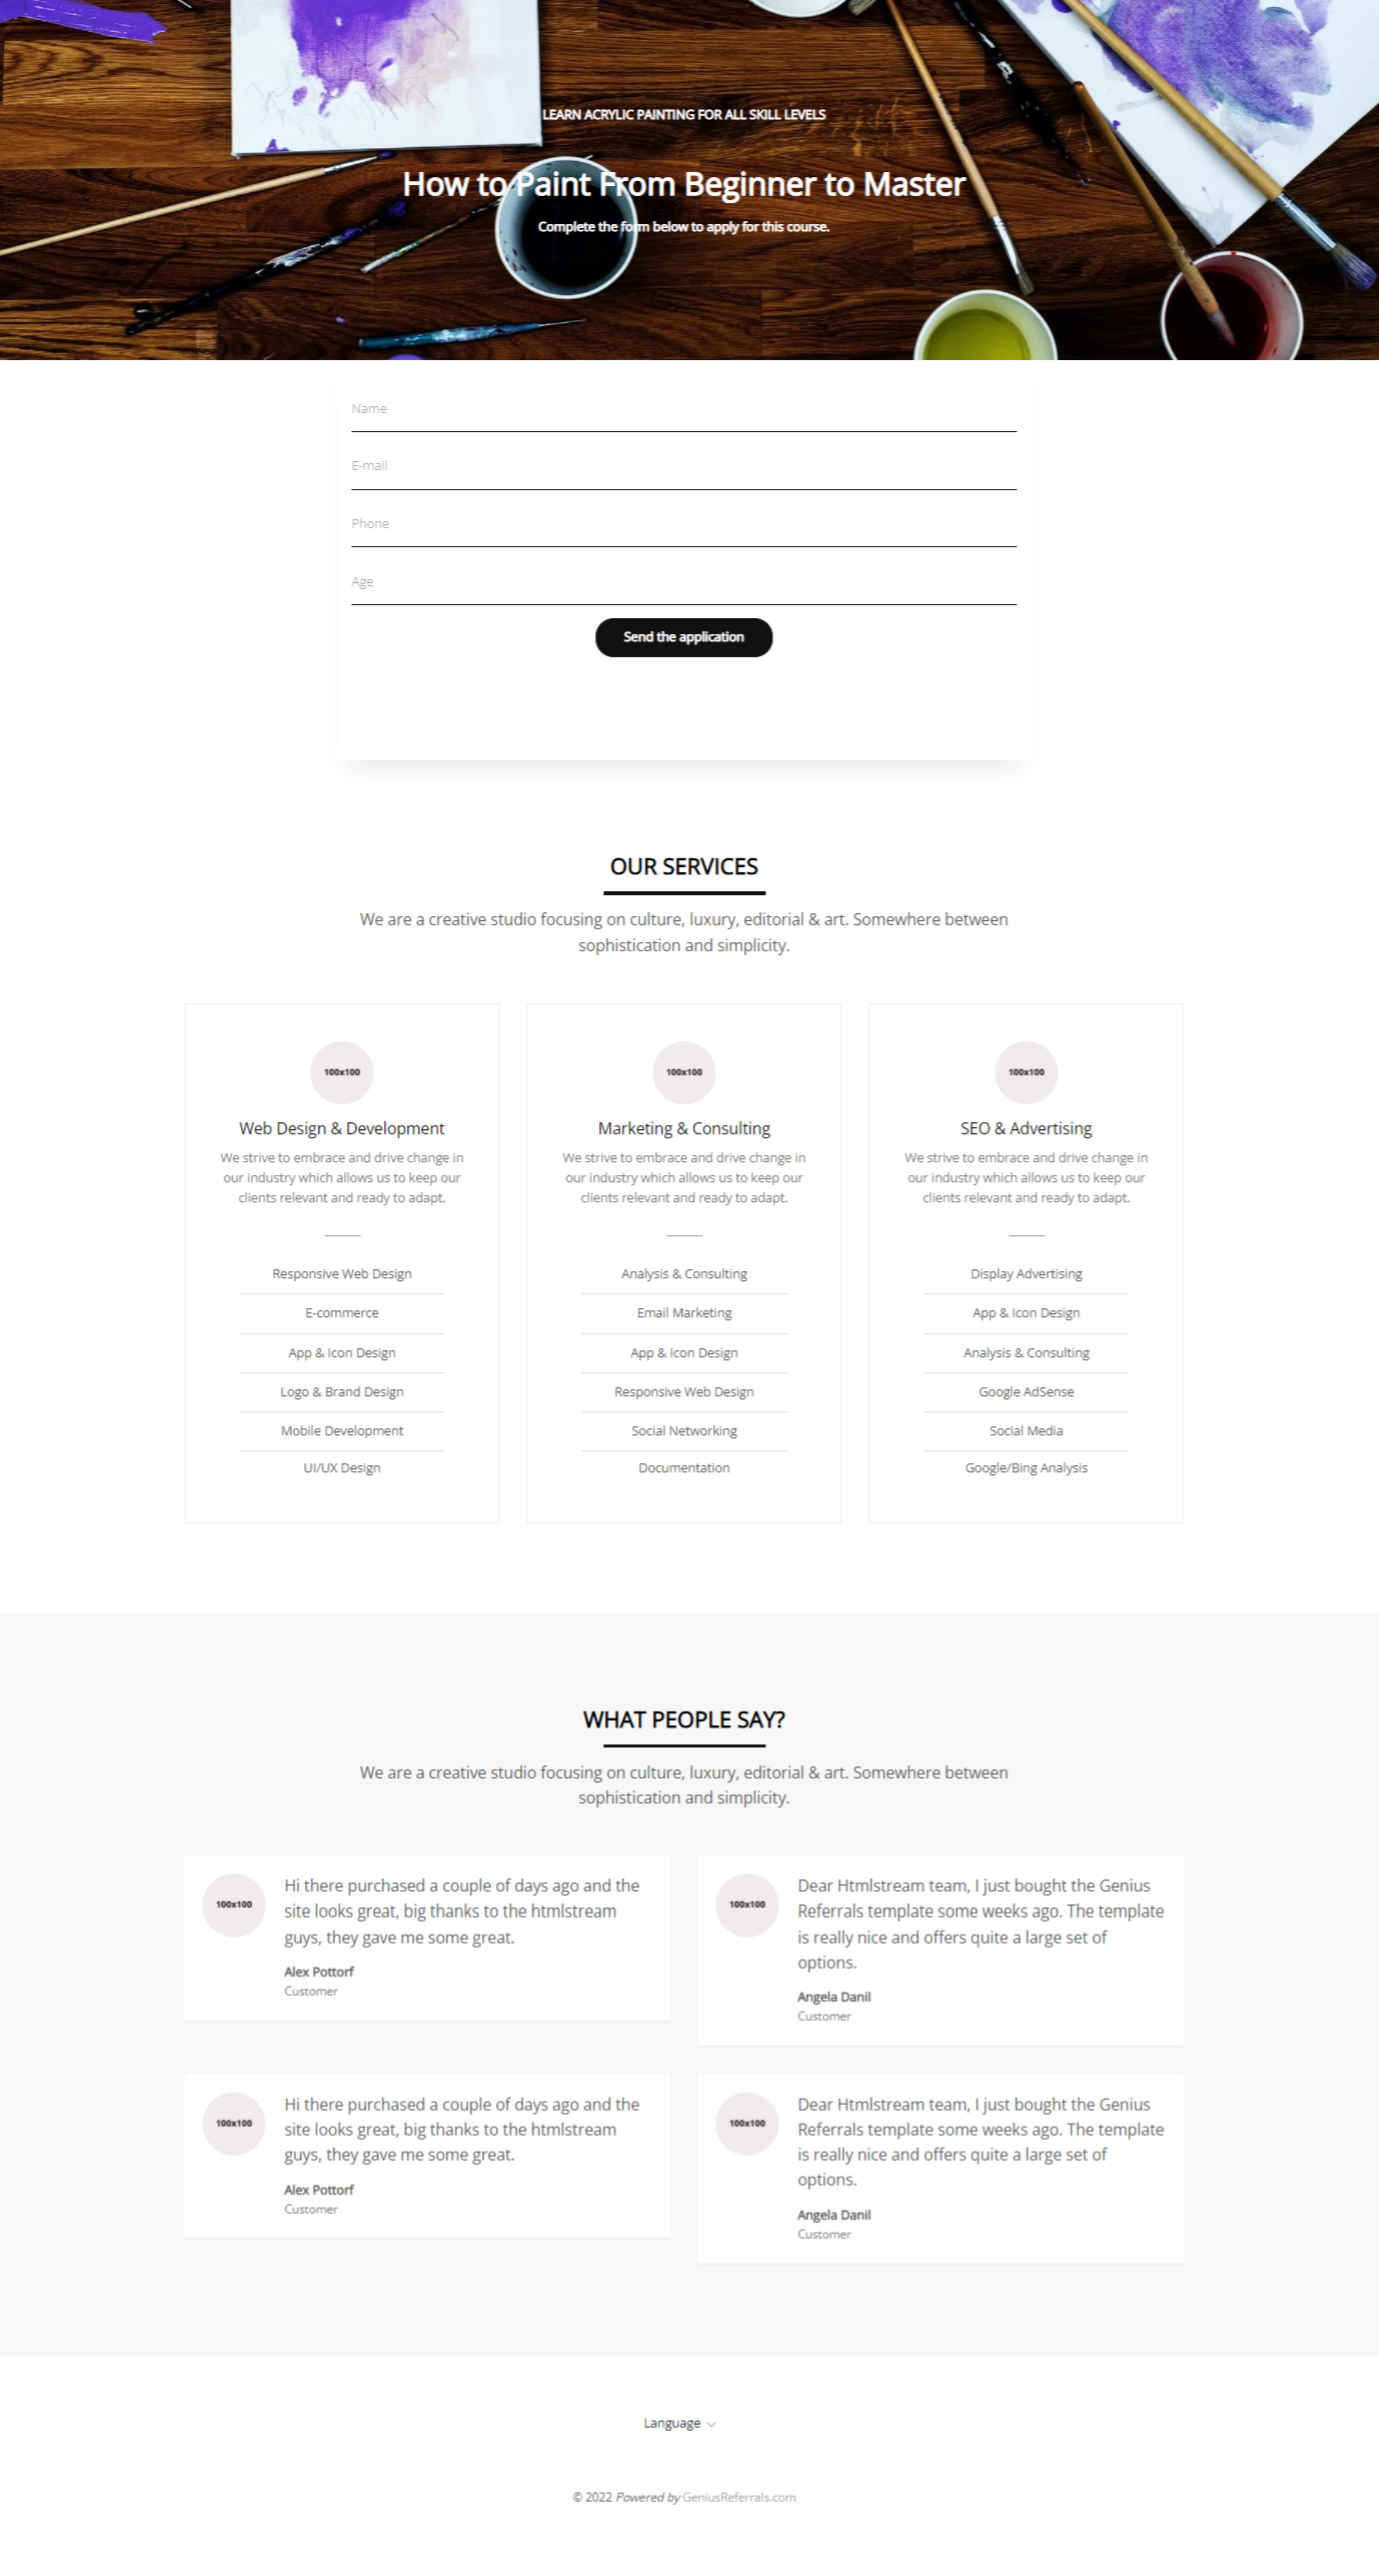 LEARN ACRYLIC PAINTING FOR ALL SKILL LEVELS
How to Paint From Beginner to Master
Complete the form below to apply for this course.
Name
E-mail
Phone
Age
Send the application
OUR SERVICES
We are a creative studio focusing on culture, luxury, editorial & art. Somewhere between
sophistication and simplicity.
100x100
Web Design & Development
We strive to embrace and drive change in
our industry which allows us to keep our
clients relevant and ready to adapt.
Responsive Web Design
E-commerce
App & Icon Design
Logo & Brand Design
Mobile Development
UI/UX Design
100x100
Marketing & Consulting
We strive to embrace and drive change in
our industry which allows us to keep our
clients relevant and ready to adapt.
Analysis & Consulting
Email Marketing
App & Icon Design
Responsive Web Design
Social Networking
Documentation
100x100
SEO & Advertising
We strive to embrace and drive change in
our industry which allows us to keep our
clients relevant and ready to adapt.
Display Advertising
App & Icon Design
Analysis & Consulting
Google AdSense
Social Media
Google/Bing Analysis
WHAT PEOPLE SAY?
We are a creative studio focusing on culture, luxury, editorial & art. Somewhere between
sophistication and simplicity.
100x100
Hi there purchased a couple of days ago and the
site looks great, big thanks to the htmlstream
guys, they gave me some great.
Alex Pottorf
Customer
100x100
Dear Htmlstream team, I just bought the Genius
Referrals template some weeks ago. The template
is really nice and offers quite a large set of
options.
Angela Danil
Customer
100x100
Hi there purchased a couple of days ago and the
site looks great, big thanks to the htmlstream
guys, they gave me some great.
Alex Pottorf
Customer
100x100
Dear Htmlstream team, I just bought the Genius
Referrals template some weeks ago. The template
is really nice and offers quite a large set of
options.
Angela Danil
Customer
Language
© 2022 Powered by GeniusReferrals.com